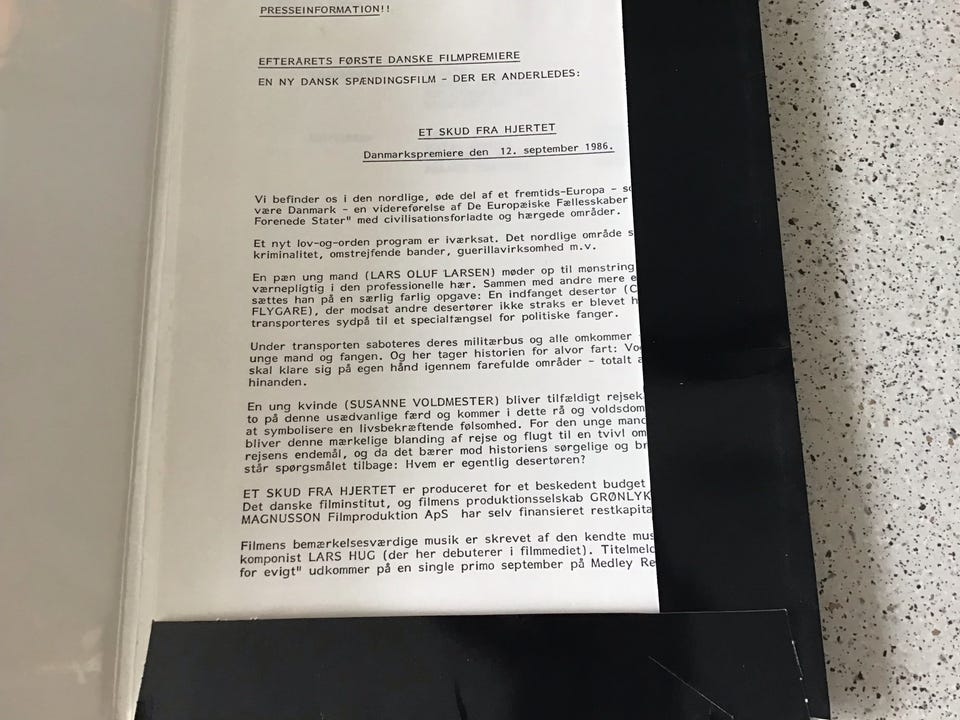 PRESSEINFORMATION!!
EFTERÅRETS FØRSTE DANSKE FILMPREMIERE
EN NY DANSK SPÆNDINGSFILM - DER ER ANDERLEDES:
ET SKUD FRA HJERTET
Danmarkspremiere den 12. september 1986.
Vi befinder os i den nordlige, øde del af et fremtids-Europa -
være Danmark - en videreførelse af De Europæiske Fællesskaber
Forenede Stater" med civilisationsforladte og hærgede områder.
Et nyt lov-og-orden program er iværksat. Det nordlige område
kriminalitet, omstrejfende bander, guerillavirksomhed m.v.
En pæn ung mand (LARS OLUF LARSEN) møder op til mønstring
værnepligtig i den professionelle hær. Sammen med andre mere
sættes han på en særlig farlig opgave: En indfanget desertør (
FLYGARE), der modsat andre desertører ikke straks er blevet
transporteres sydpå til et specialfængsel for politiske fanger.
Under transporten saboteres deres militærbus og alle omkommer
unge mand og fangen. Og her tager historien for alvor fart:
skal klare sig på egen hånd igennem farefulde områder - totalt
hinanden.
En ung kvinde (SUSANNE VOLDMESTER) bliver tilfældigt
to på denne usædvanlige færd og kommer i dette rå og
at symbolisere en livsbekræftende følsomhed. For den unge
bliver denne mærkelige blanding af rejse og flugt til en tvivl om
rejsens endemål, og da det bærer mod historiens sørgelige og
står spørgsmålet tilbage: Hvem er egentlig desertøren?
ET SKUD FRA HJERTET er produceret for et beskedent budget
Det danske filminstitut, og filmens produktionsselskab
MAGNUSSON Filmproduktion ApS har selv finansieret
Filmens bemærkelsesværdige musik er skrevet af den kendte
komponist LARS HUG (der her debuterer i filmmediet).
for evigt" udkommer på en single primo september på Medley